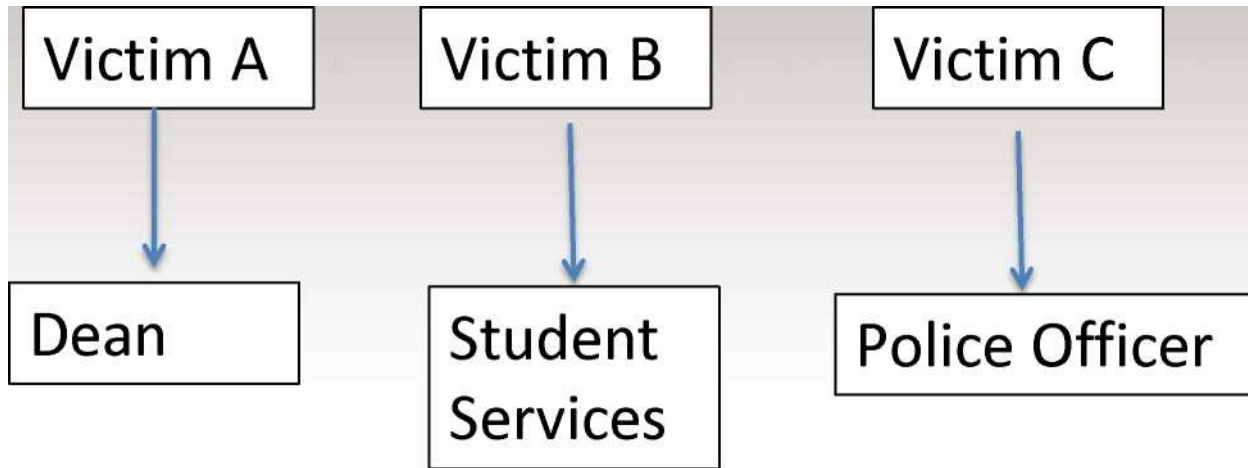 Victim A
Victim B
Victim C
Dean
Student
Services
Police Officer